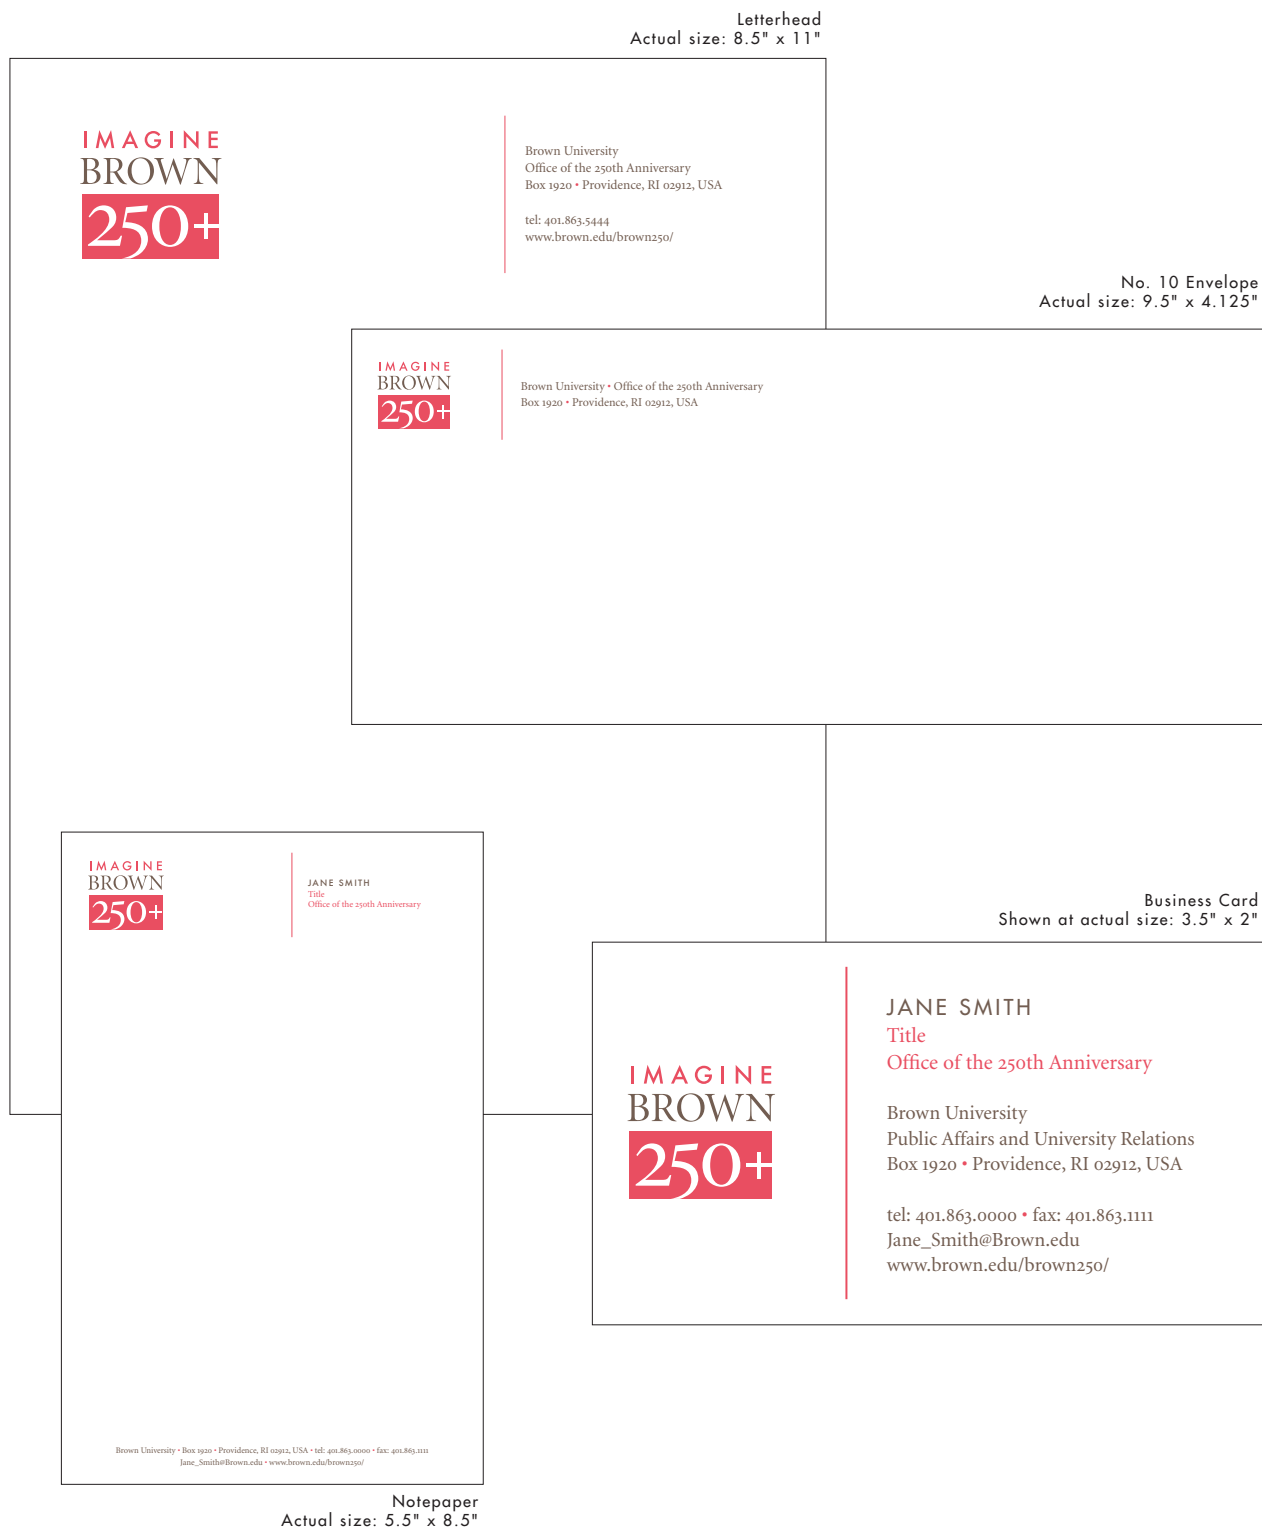 Letterhead
Actual size: 8.5" x 11"
IMAGINE
BROWN
250+
Brown University
Office of the 250th Anniversary
Box 1920 • Providence, RI 02912, USA
tel: 401.863.5444
www.brown.edu/brown250/
No. 10 Envelope
Actual size: 9.5" x 4.125"
IMAGINE
BROWN
250+
Brown University • Office of the 250th Anniversary
Box 1920 • Providence, RI 02912, USA
IMAGINE
BROWN
250+
JANE SMITH
Title
Office of the 250th Anniversary
Brown University • Box 1920 • Providence, RI 02912, USA • tel: 401.863.0000 • fax: 401.863.1111
Jane_Smith@Brown.edu • www.brown.edu/brown250/
Notepaper
Actual size: 5.5" x 8.5"
Business Card
Shown at actual size: 3.5" x 2"
IMAGINE
BROWN
250+
JANE SMITH
Title
Office of the 250th Anniversary
Brown University
Public Affairs and University Relations
Box 1920 • Providence, RI 02912, USA
tel: 401.863.0000 • fax: 401.863.1111
Jane_Smith@Brown.edu
www.brown.edu/brown250/